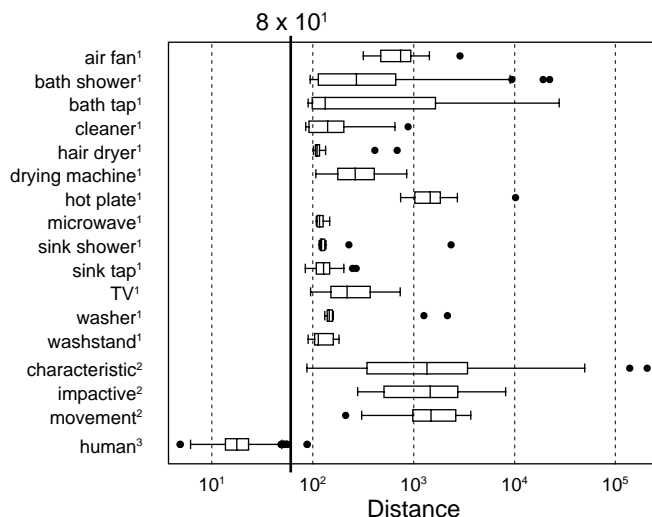 8 x 10¹
air fan¹
bath shower¹
bath tap¹
cleaner¹
hair dryer¹
drying machine¹
hot plate¹
microwave¹
sink shower¹
sink tap¹
TV¹
washer¹
washstand¹
characteristic²
impactive²
movement²
human³
10¹ 10² 10³ 10⁴ 10⁵
Distance